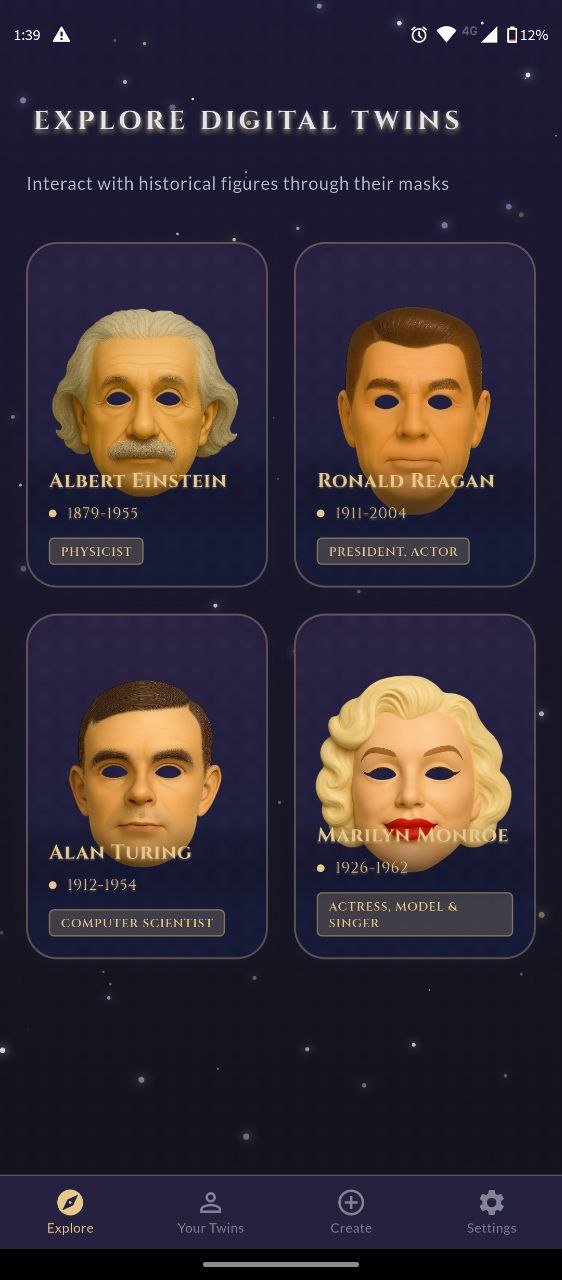 1:39
4G
12%
EXPLORE DIGITAL TWINS
Interact with historical figures through their masks
ALBERT EINSTEIN
1879-1955
PHYSICIST
RONALD REAGAN
1911-2004
PRESIDENT, ACTOR
ALAN TURING
1912-1954
COMPUTER SCIENTIST
MARILYN MONROE
1926-1962
ACTRESS, MODEL &
SINGER
Explore
Your Twins
Create
Settings